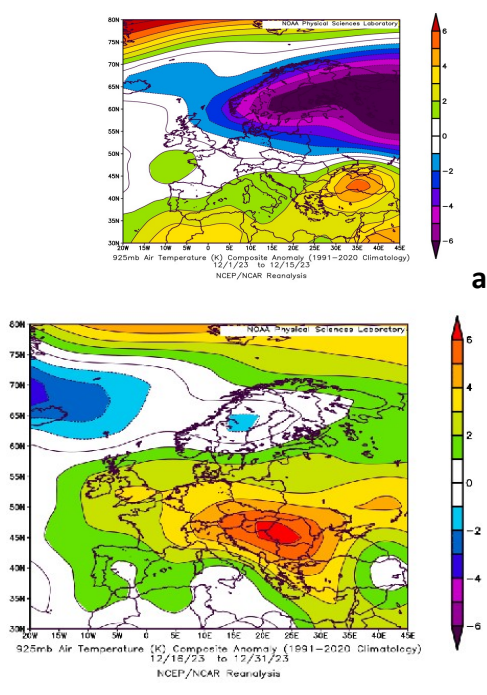 NOAA Physical Sciences Laboratory
80N
75N
70N
65N
60N
55N
50N
45N
40N
35N
30N
20W 15W 10W 5W 0 5E 10E 15E 20E 25E 30E 35E 40E 45E
6
4
2
0
−2
−4
−6
925mb Air Temperature (K) Composite Anomaly (1991−2020 Climatology)
12/1/23 to 12/15/23
NCEP/NCAR Reanalysis
a
NOAA Physical Sciences Laboratory
80N
75N
70N
65N
60N
55N
50N
45N
40N
35N
30N
20W 15W 10W 5W 0 5E 10E 15E 20E 25E 30E 35E 40E 45E
6
4
2
0
−2
−4
−6
925mb Air Temperature (K) Composite Anomaly (1991−2020 Climatology)
12/16/23 to 12/31/23
NCEP/NCAR Reanalysis